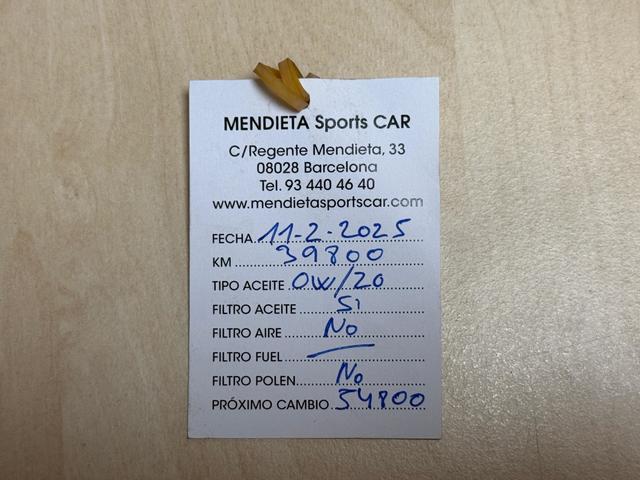 MENDIETA Sports CAR
C/Regente Mendieta, 33
08028 Barcelona
Tel. 93 440 46 40
www.mendietasportscar.com
FECHA 11-2-2025
KM 39800
TIPO ACEITE 0W/20
FILTRO ACEITE Si
FILTRO AIRE No
FILTRO FUEL —
FILTRO POLEN No
PRÓXIMO CAMBIO 54800